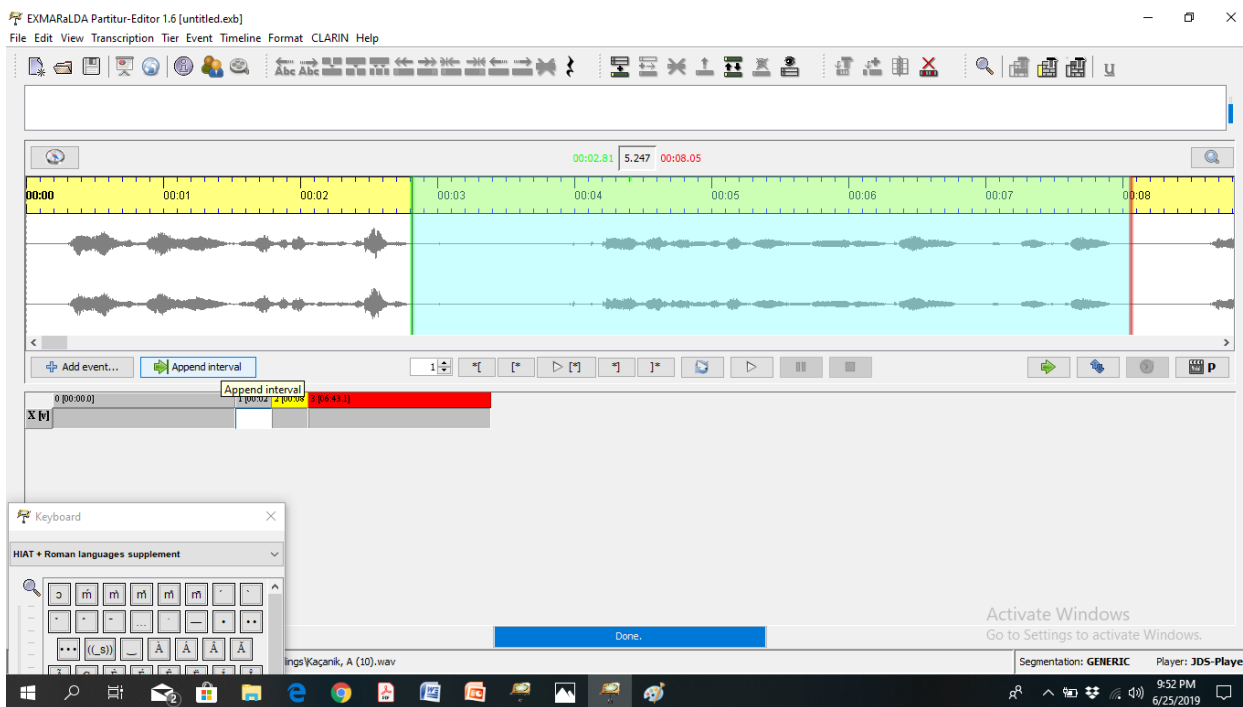 EXMARaLDA Partitur-Editor 1.6 [untitled.exb]
File Edit View Transcription Tier Event Timeline Format CLARIN Help
Abc Abc
00:02.81 5.247 00:08.05
00:00 00:01 00:02 00:03 00:04 00:05 00:06 00:07 00:08
Add event... Append interval 1 *[ [* [*] *] ]* P
Append interval
0 [00:00.0] 1 [00:02 2 [00:08 3 [06:43.1]
X [v]
Keyboard
HIAT + Roman languages supplement
ɔ ḿ m̀
... — • ••
••• ((_s)) À Á Â Ã
Activate Windows
Go to Settings to activate Windows.
Done.
ings\Kaçanik, A (10).wav Segmentation: GENERIC Player: JDS-Playe
9:52 PM
6/25/2019